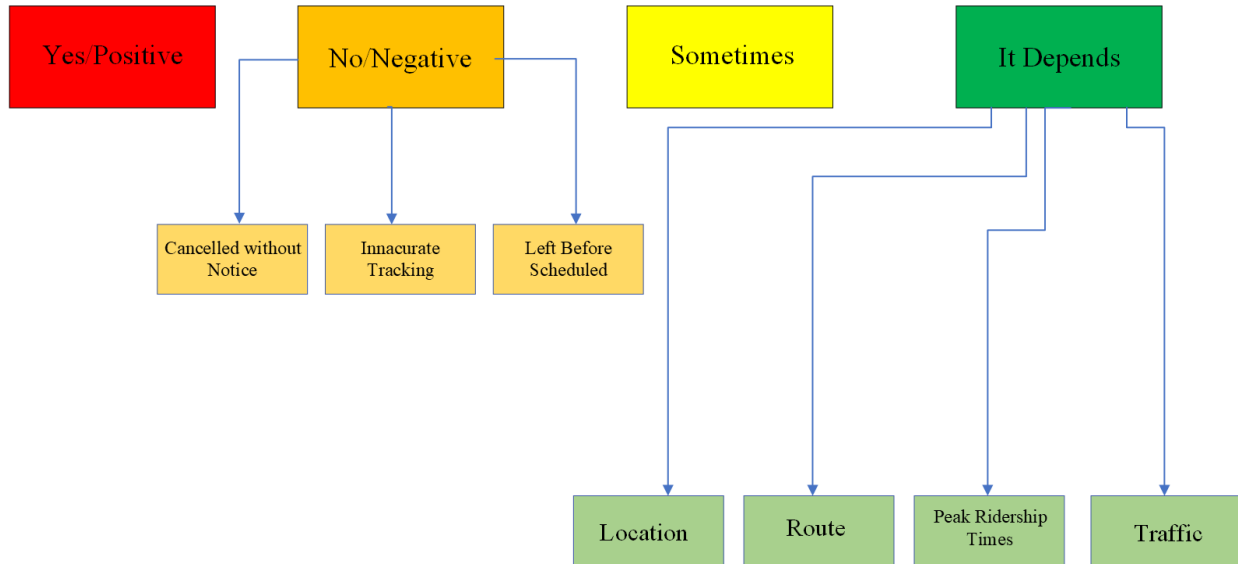 Yes/Positive
No/Negative
Sometimes
It Depends
Cancelled without
Notice
Innacurate
Tracking
Left Before
Scheduled
Location
Route
Peak Ridership
Times
Traffic